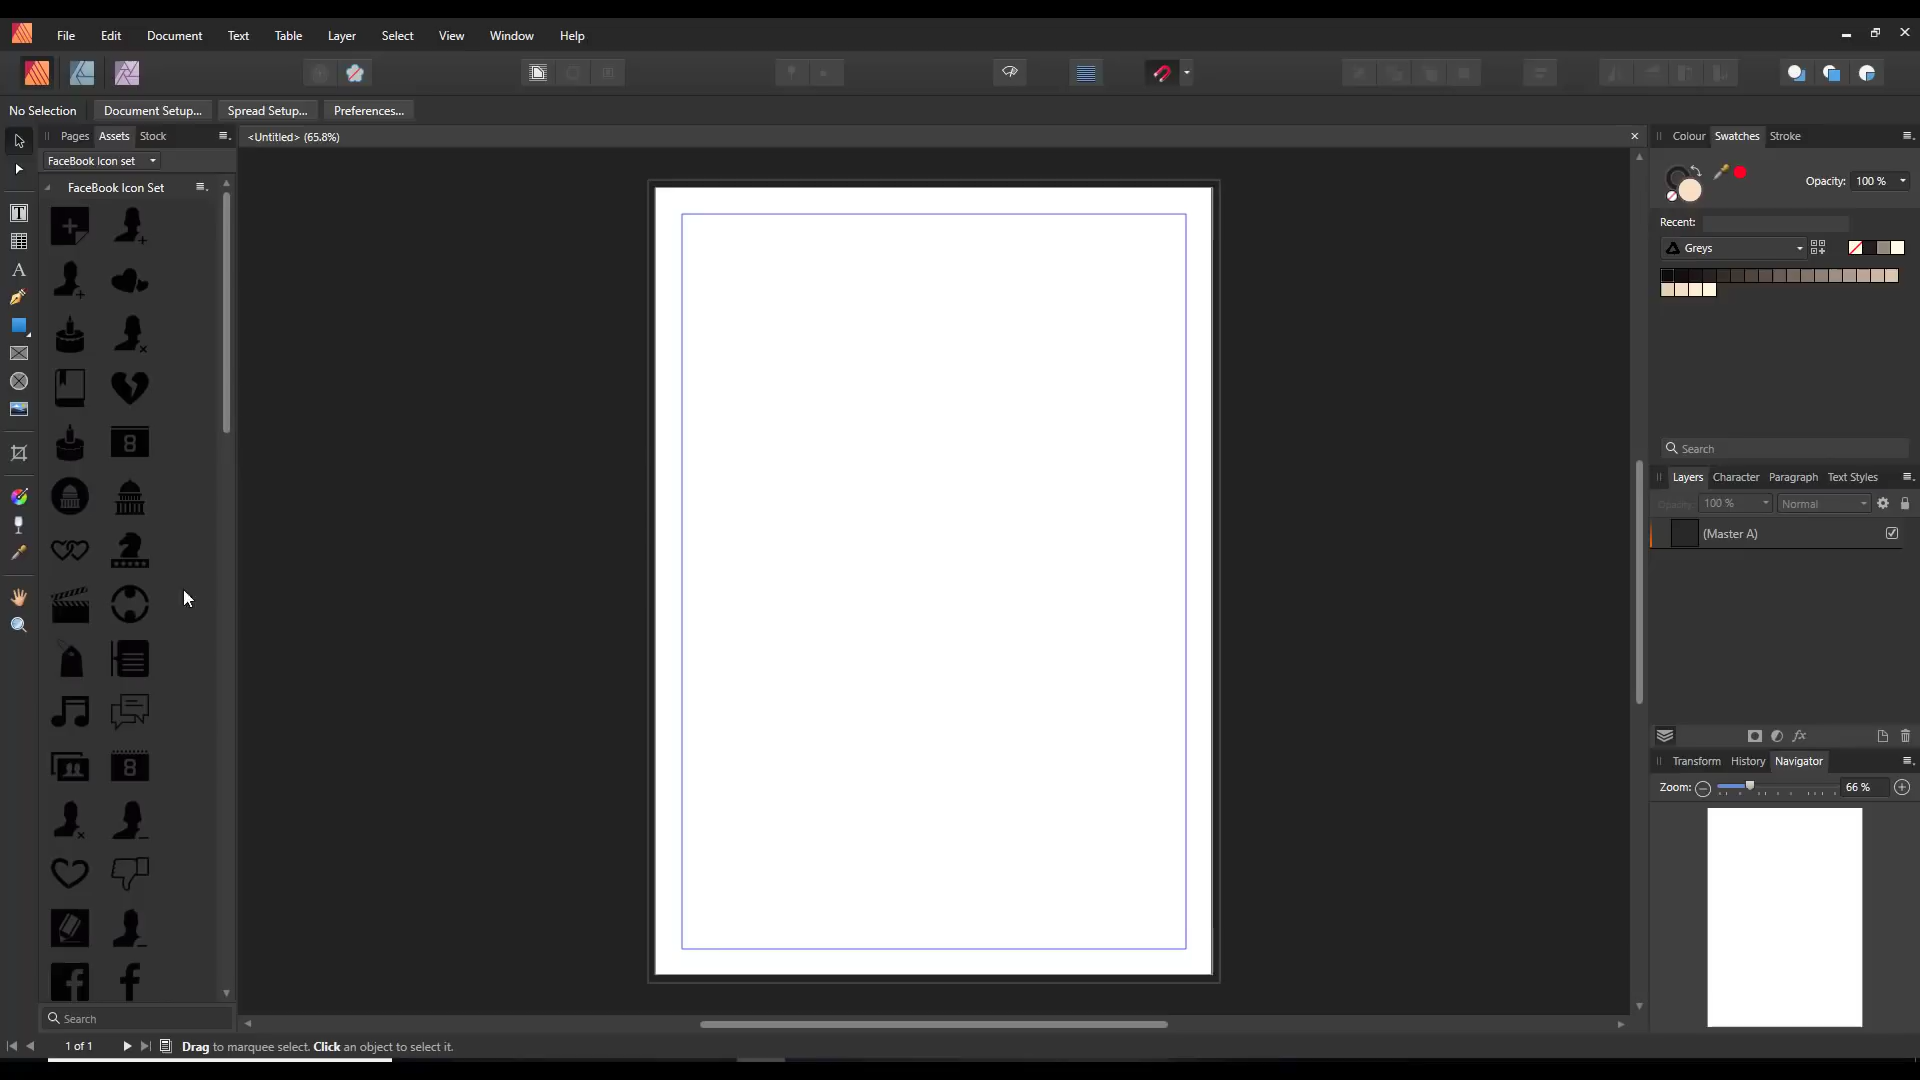 File Edit Document Text Table Layer Select View Window Help
No Selection Document Setup... Spread Setup... Preferences...
Pages Assets Stock
<Untitled> (65.8%)
Colour Swatches Stroke
FaceBook Icon set
FaceBook Icon Set
Opacity: 100 %
Recent:
Greys
8
Search
Layers Character Paragraph Text Styles
Opacity: 100 % Normal
(Master A)
8
Transform History Navigator
Zoom: 66 %
Search
1 of 1 Drag to marquee select. Click an object to select it.